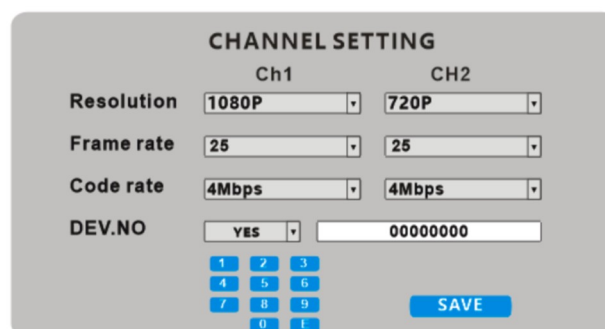 CHANNEL SETTING
Ch1 CH2
Resolution 1080P 720P
Frame rate 25 25
Code rate 4Mbps 4Mbps
DEV.NO YES 00000000
1 2 3
4 5 6
7 8 9 SAVE
0 E